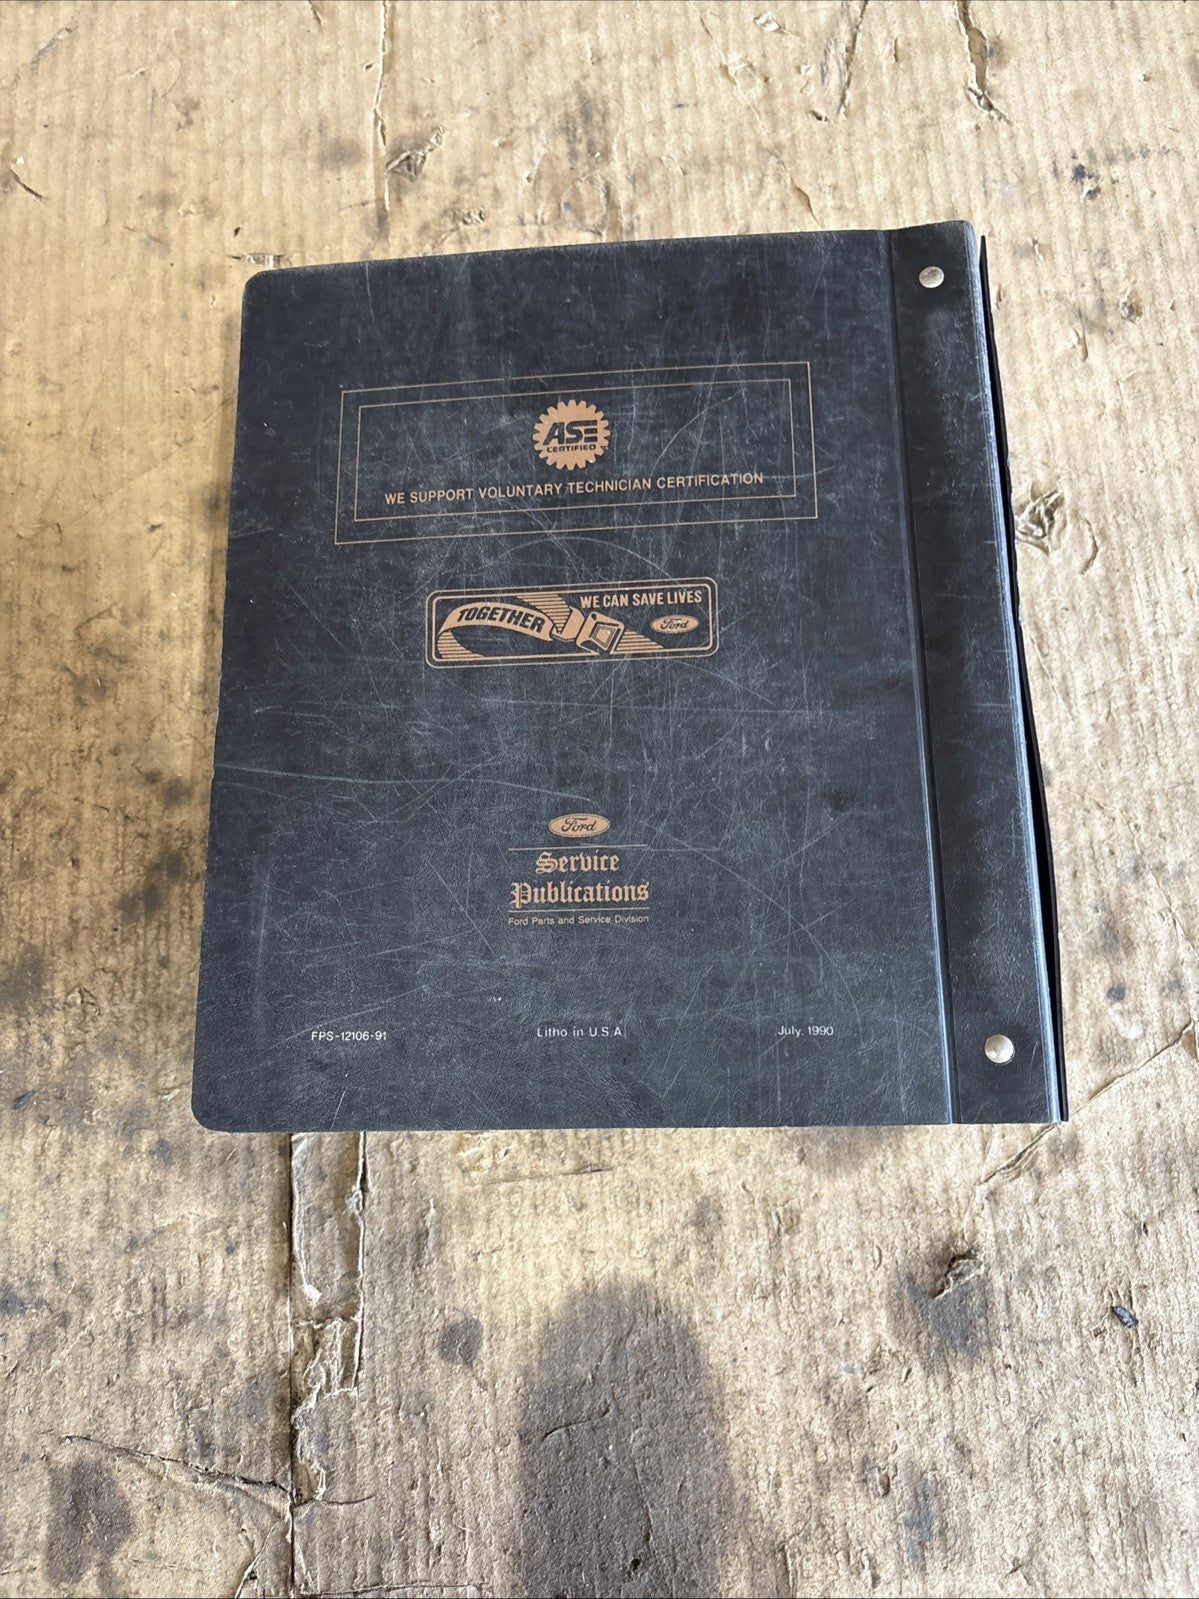 ASE
CERTIFIED
WE SUPPORT VOLUNTARY TECHNICIAN CERTIFICATION
TOGETHER
WE CAN SAVE LIVES
Ford
Ford
Service
Publications
Ford Parts and Service Division
FPS-12106-91 Litho in U.S.A. July, 1990